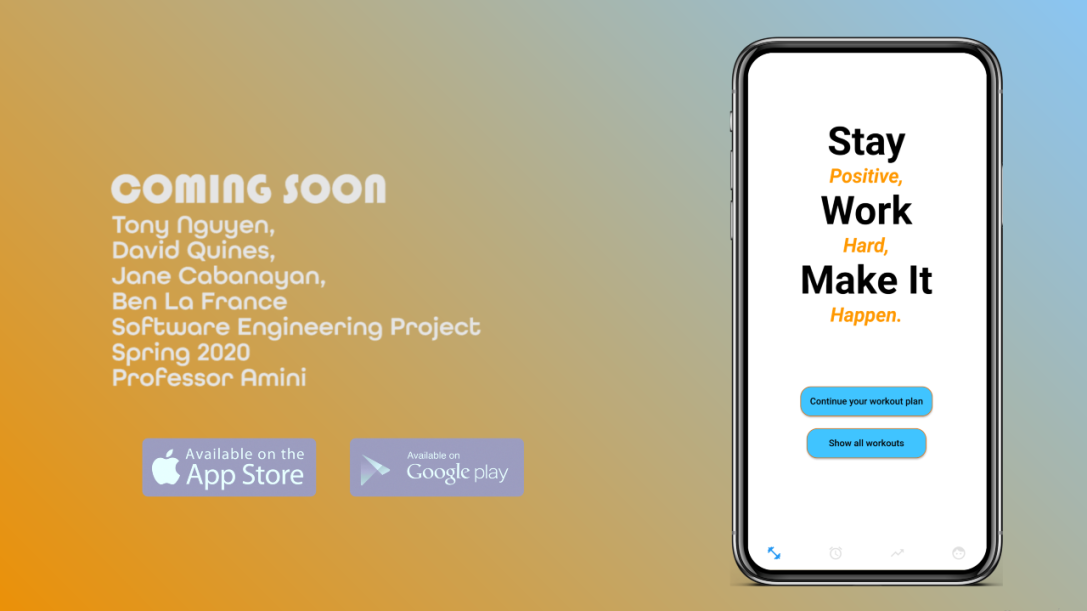 COMING SOON
Tony Nguyen,
David Quines,
Jane Cabanayan,
Ben La France
Software Engineering Project
Spring 2020
Professor Amini
Available on the
App Store
Available on
Google play
Stay
Positive,
Work
Hard,
Make It
Happen.
Continue your workout plan
Show all workouts